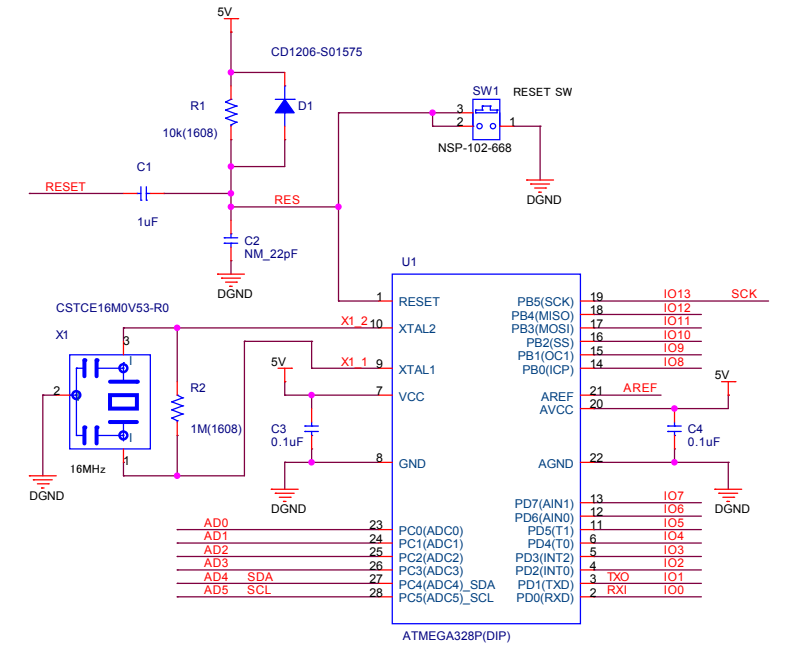 5V
CD1206-S01575
R1
D1
10k(1608)
SW1 RESET SW
3
2
1
NSP-102-668
DGND
C1
RESET
1uF
RES
C2
NM_22pF
DGND
U1
CSTCE16M0V53-R0
X1
3
2
1
16MHz
DGND
R2
1M(1608)
X1_2 10 XTAL2
X1_1 9 XTAL1
1 RESET
5V
7 VCC
C3
0.1uF
8 GND
DGND
AD0 23 PC0(ADC0)
AD1 24 PC1(ADC1)
AD2 25 PC2(ADC2)
AD3 26 PC3(ADC3)
AD4 SDA 27 PC4(ADC4)_SDA
AD5 SCL 28 PC5(ADC5)_SCL
PB5(SCK) 19 IO13 SCK
PB4(MISO) 18 IO12
PB3(MOSI) 17 IO11
PB2(SS) 16 IO10
PB1(OC1) 15 IO9
PB0(ICP) 14 IO8
AREF 21 AREF
AVCC 20
5V
C4
0.1uF
AGND 22
DGND
PD7(AIN1) 13 IO7
PD6(AIN0) 12 IO6
PD5(T1) 11 IO5
PD4(T0) 6 IO4
PD3(INT2) 5 IO3
PD2(INT0) 4 IO2
PD1(TXD) 3 TXO IO1
PD0(RXD) 2 RXI IO0
ATMEGA328P(DIP)